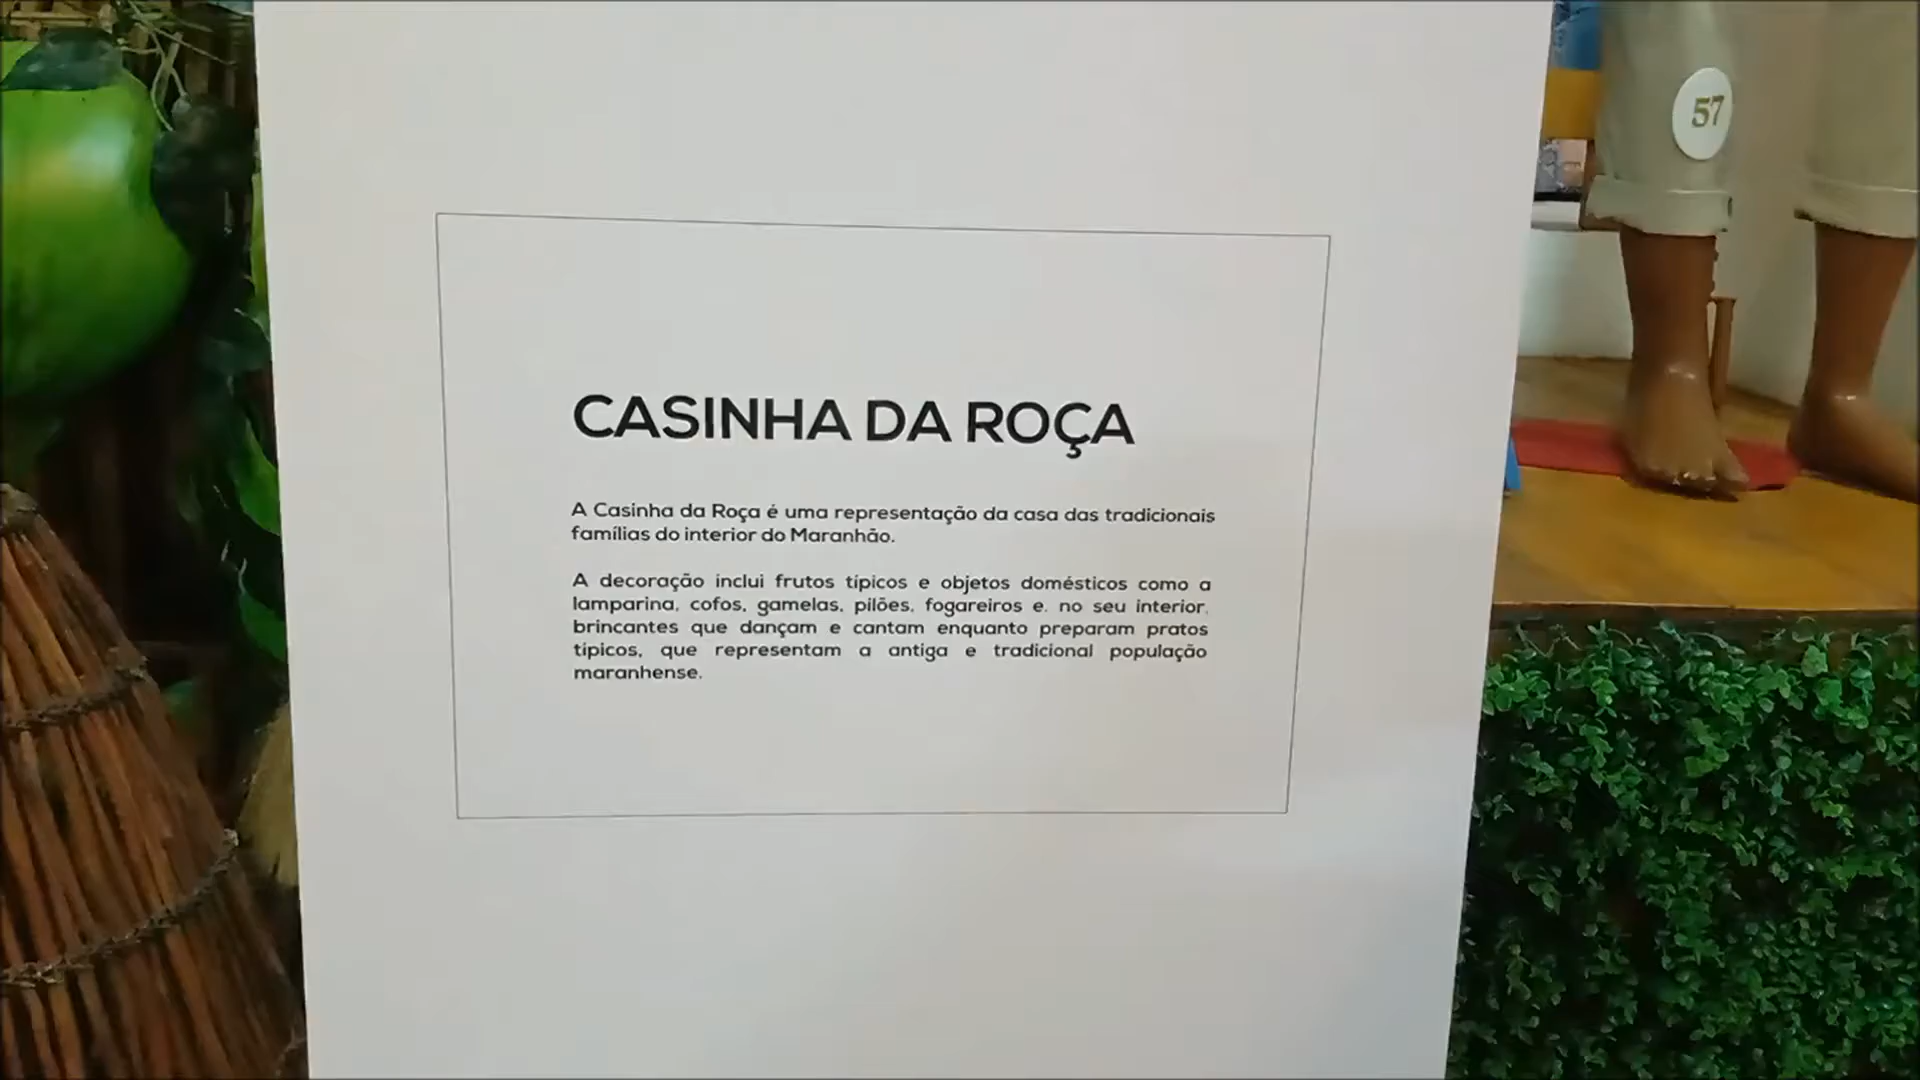 57
CASINHA DA ROÇA
A Casinha da Roça é uma representação da casa das tradicionais
famílias do interior do Maranhão.
A decoração inclui frutos típicos e objetos domésticos como a
lamparina, cofos, gamelas, pilões, fogareiros e, no seu interior,
brincantes que dançam e cantam enquanto preparam pratos
típicos, que representam a antiga e tradicional população
maranhense.